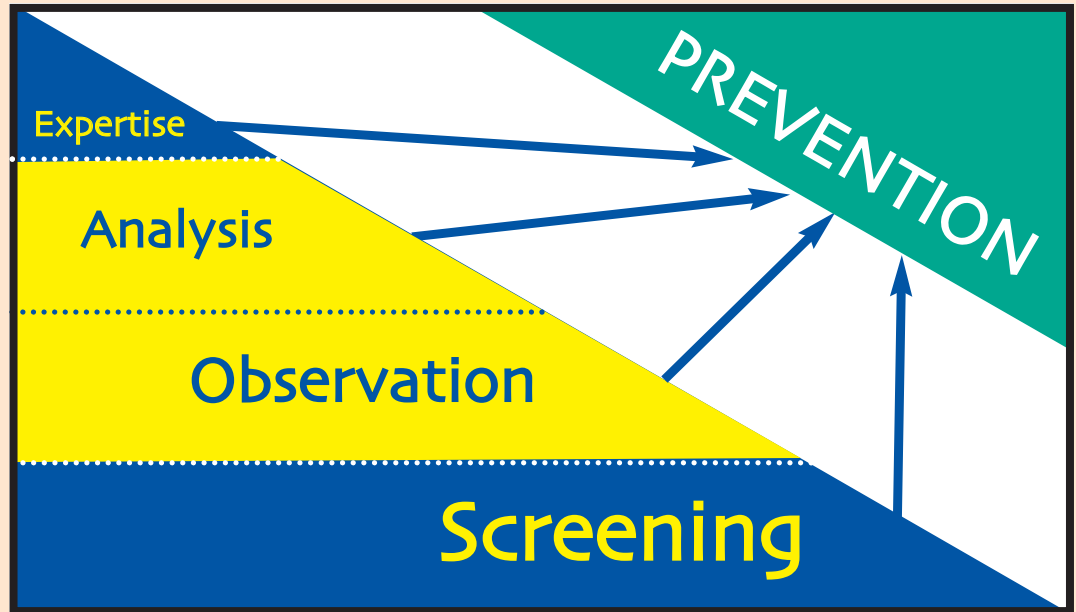 PREVENTION
Expertise
Analysis
Observation
Screening